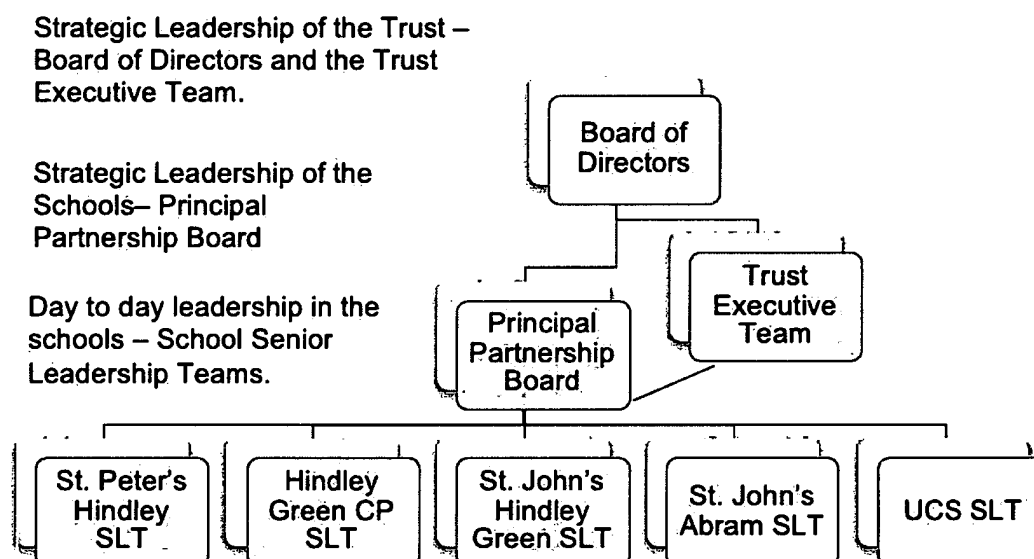 Strategic Leadership of the Trust –
Board of Directors and the Trust
Executive Team.
Strategic Leadership of the
Schools– Principal
Partnership Board
Day to day leadership in the
schools – School Senior
Leadership Teams.
Board of
Directors
Trust
Executive
Team
Principal
Partnership
Board
St. Peter's
Hindley
SLT
Hindley
Green CP
SLT
St. John's
Hindley
Green SLT
St. John's
Abram SLT
UCS SLT